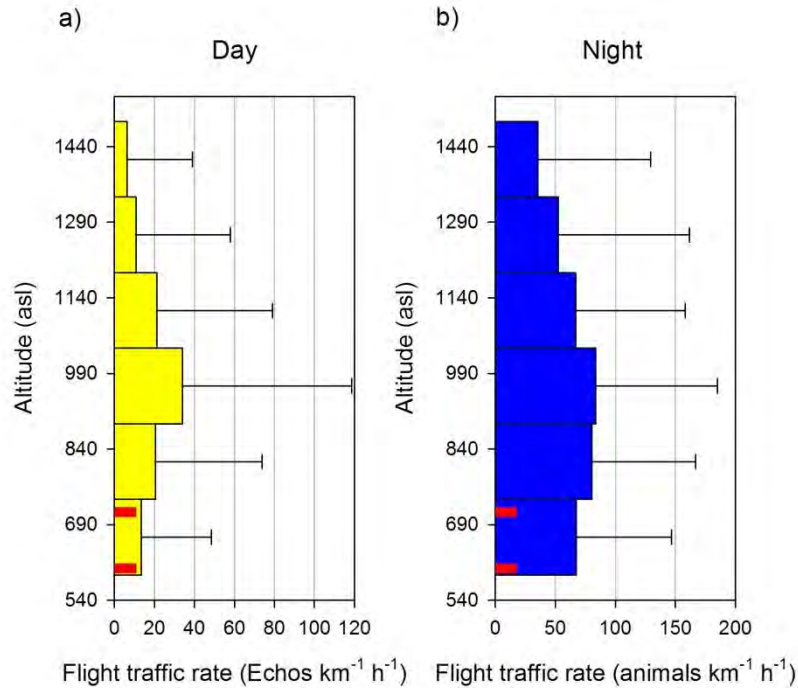 a)
Day
Altitude (asl)
1440
1290
1140
990
840
690
540
0 20 40 60 80 100 120
Flight traffic rate (Echos km⁻¹ h⁻¹)
b)
Night
Altitude (asl)
1440
1290
1140
990
840
690
540
0 50 100 150 200
Flight traffic rate (animals km⁻¹ h⁻¹)